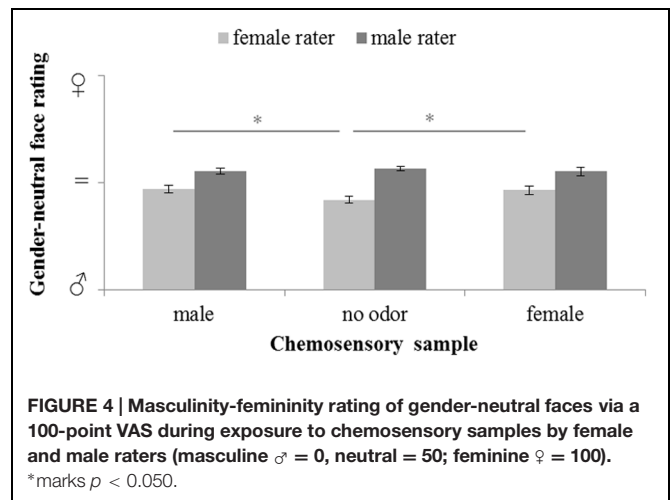 female rater male rater
Gender-neutral face rating
♀
=
♂
* *
male no odor female
Chemosensory sample
FIGURE 4 | Masculinity-femininity rating of gender-neutral faces via a
100-point VAS during exposure to chemosensory samples by female
and male raters (masculine ♂ = 0, neutral = 50; feminine ♀ = 100).
*marks p < 0.050.